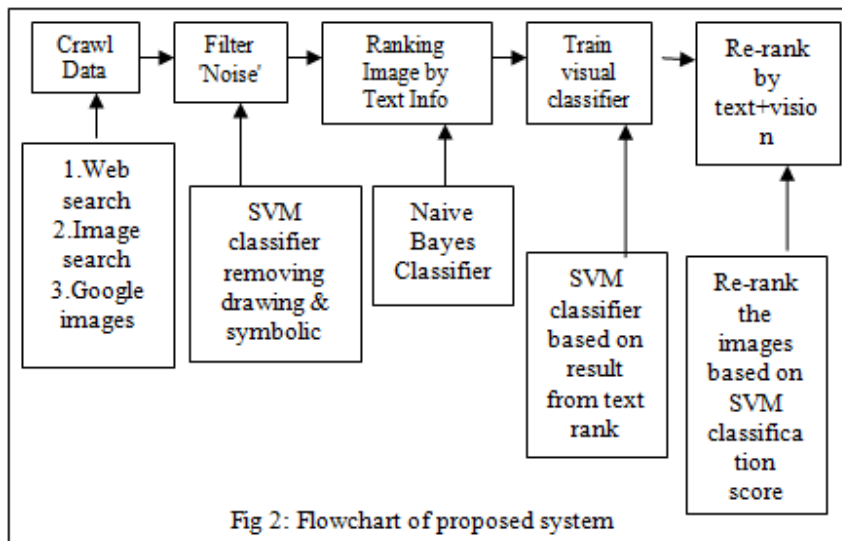 Crawl
Data
Filter
'Noise'
Ranking
Image by
Text Info
Train
visual
classifier
Re-rank
by
text+visio
n
1.Web
search
2.Image
search
3.Google
images
SVM
classifier
removing
drawing &
symbolic
Naive
Bayes
Classifier
SVM
classifier
based on
result
from text
rank
Re-rank
the
images
based on
SVM
classifica
tion
score
Fig 2: Flowchart of proposed system